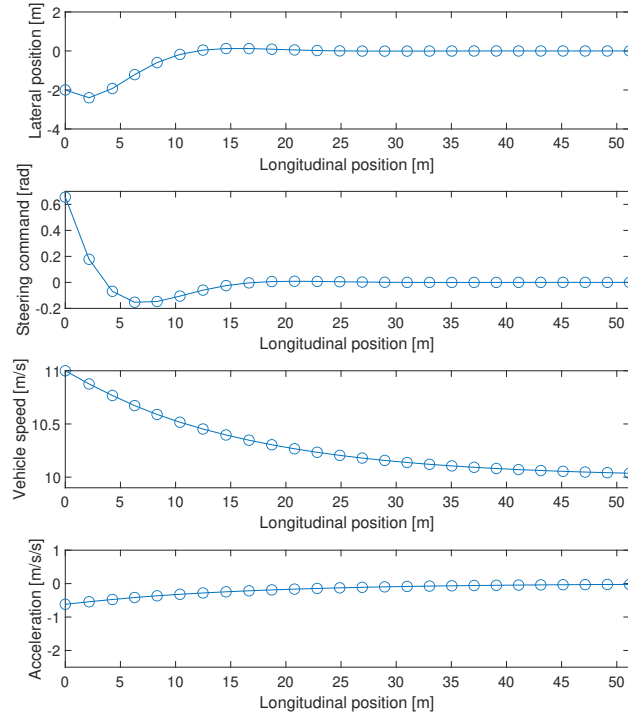 2
0
-2
-4
Lateral position [m]
0 5 10 15 20 25 30 35 40 45 50
Longitudinal position [m]
0.6
0.4
0.2
0
-0.2
Steering command [rad]
0 5 10 15 20 25 30 35 40 45 50
Longitudinal position [m]
11
10.5
10
Vehicle speed [m/s]
0 5 10 15 20 25 30 35 40 45 50
Longitudinal position [m]
1
0
-1
-2
Acceleration [m/s/s]
0 5 10 15 20 25 30 35 40 45 50
Longitudinal position [m]